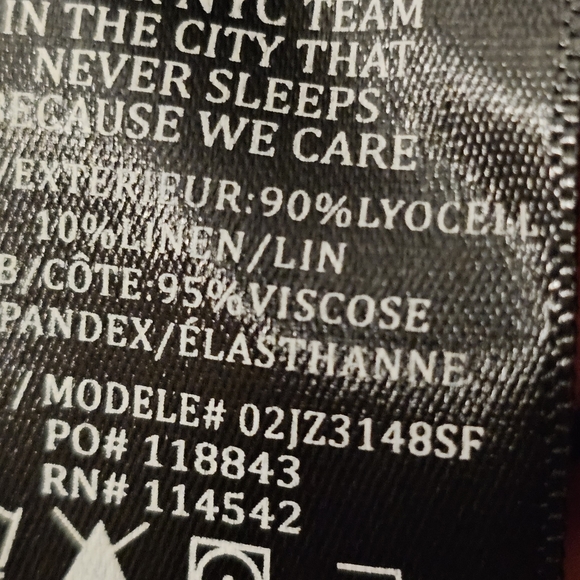 NYC TEAM
IN THE CITY THAT
NEVER SLEEPS
BECAUSE WE CARE
/EXTERIEUR:90%LYOCELL
10%LINEN/LIN
B/CÔTE:95%VISCOSE
PANDEX/ÉLASTHANNE
/ MODELE# 02JZ3148SF
PO# 118843
RN# 114542